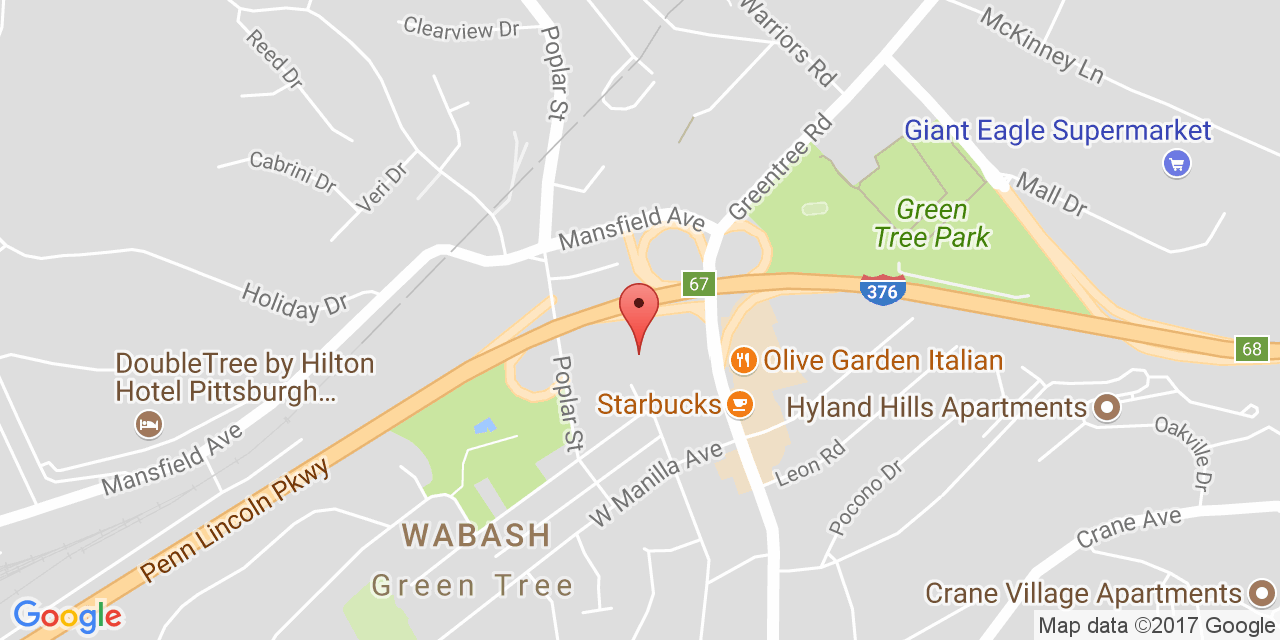 Clearview Dr
Reed Dr
Poplar St
Warriors Rd
McKinney Ln
Giant Eagle Supermarket
Greentree Rd
Cabrini Dr
Veri Dr
Mall Dr
Green
Tree Park
Mansfield Ave
67
376
Holiday Dr
68
DoubleTree by Hilton
Hotel Pittsburgh...
Olive Garden Italian
Poplar St
Starbucks
Hyland Hills Apartments
Mansfield Ave
Oakville Dr
Leon Rd
W Manilla Ave
Pocono Dr
Penn Lincoln Pkwy
WABASH
Crane Ave
Green Tree
Crane Village Apartments
Google
Map data ©2017 Google